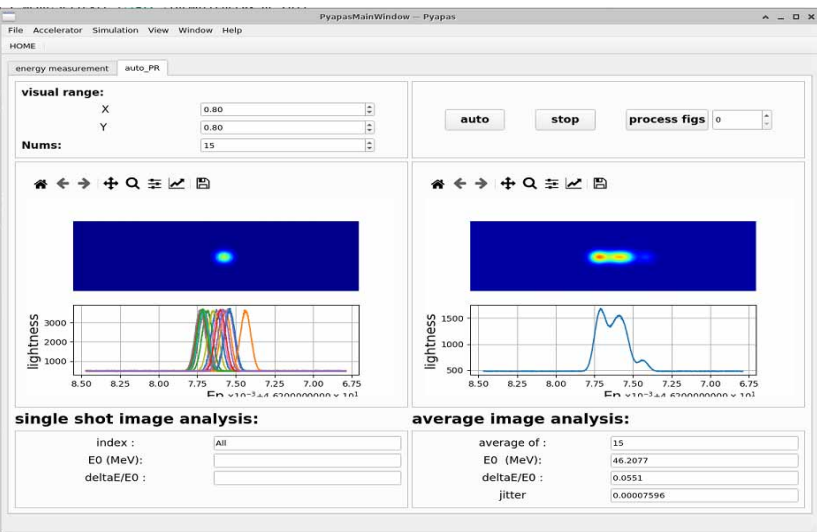 PyapasMainWindow — Pyapas
File Accelerator Simulation View Window Help
HOME
energy measurement auto_PR
visual range:
X 0.80
Y 0.80
Nums: 15
auto stop process figs 0
lightness
3000
2000
1000
8.50 8.25 8.00 7.75 7.50 7.25 7.00 6.75
lightness
1500
1000
500
8.50 8.25 8.00 7.75 7.50 7.25 7.00 6.75
single shot image analysis:
index : All
E0 (MeV):
deltaE/E0 :
average image analysis:
average of : 15
E0 (MeV): 46.2077
deltaE/E0 : 0.0551
jitter 0.00007596